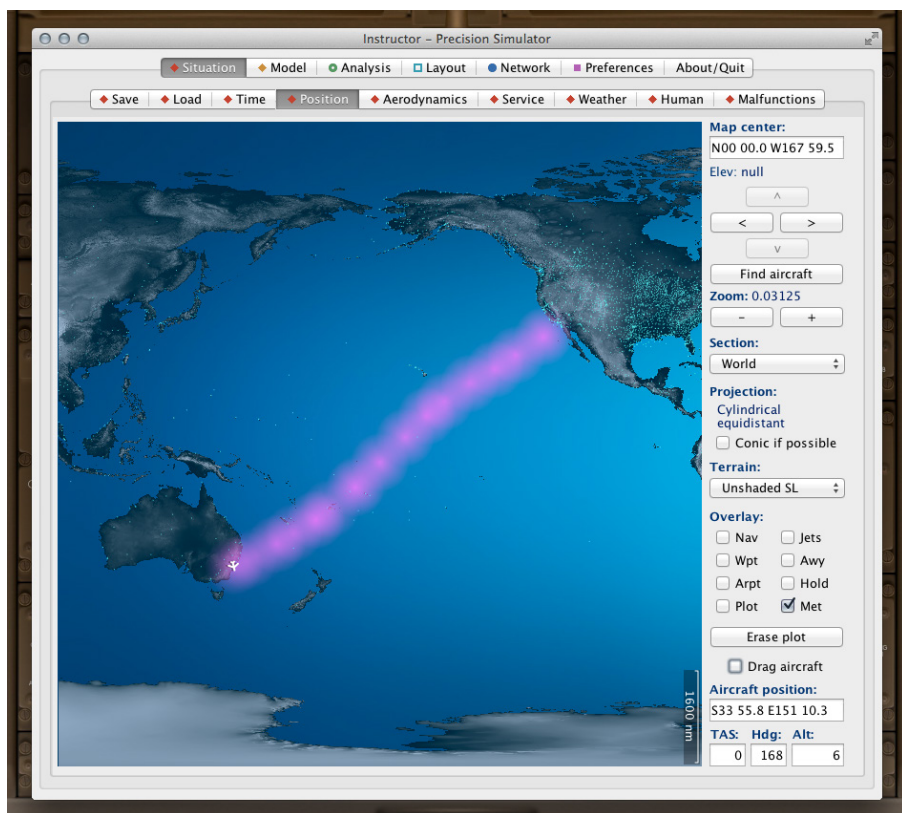 Instructor – Precision Simulator
Situation Model Analysis Layout Network Preferences About/Quit
Save Load Time Position Aerodynamics Service Weather Human Malfunctions
Map center:
N00 00.0 W167 59.5
Elev: null
^
< >
v
Find aircraft
Zoom: 0.03125
– +
Section:
World
Projection:
Cylindrical
equidistant
Conic if possible
Terrain:
Unshaded SL
Overlay:
Nav Jets
Wpt Awy
Arpt Hold
Plot Met
Erase plot
Drag aircraft
Aircraft position:
S33 55.8 E151 10.3
TAS: Hdg: Alt:
0 168 6
1600 nm